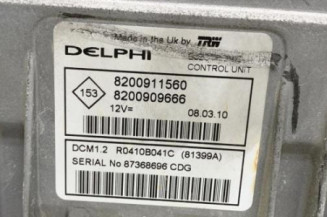 Made in the Uk by TRW
DELPHI
CONTROL UNIT
153
8200911560
8200909666
12V= 08.03.10
DCM1.2 R0410B041C (81399A)
SERIAL No 87368696 CDG